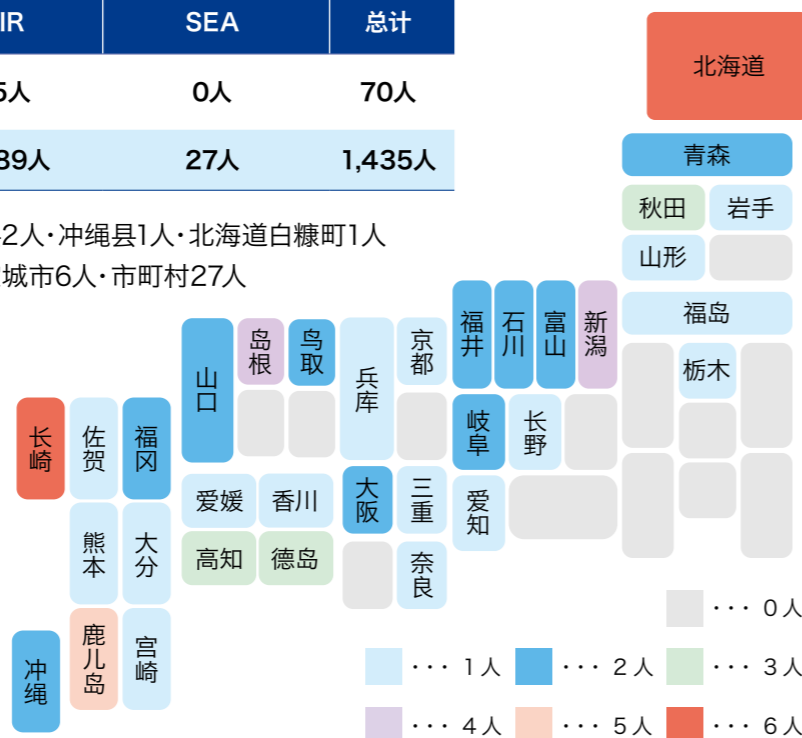 IR SEA 总计
5人 0人 70人
89人 27人 1,435人
2人・冲绳县1人・北海道白糠町1人
城市6人・市町村27人
北海道
青森
秋田 岩手
山形
福岛
栃木
福井 石川 富山 新潟
岐阜 长野
爱知
山口 岛根 鸟取 兵库 京都
大阪 三重
奈良
爱媛 香川
高知 德岛
长崎 佐贺 福冈
熊本 大分
鹿儿岛 宫崎
冲绳
・・・ 0人
・・・ 1人 ・・・ 2人 ・・・ 3人
・・・ 4人 ・・・ 5人 ・・・ 6人